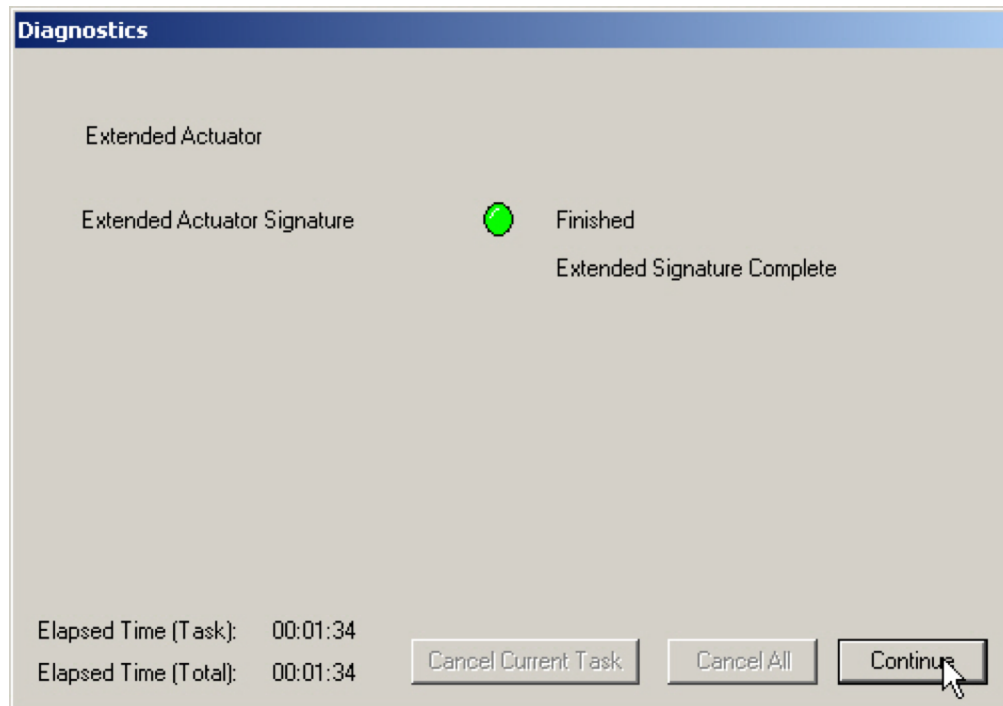 Diagnostics
Extended Actuator
Extended Actuator Signature Finished
Extended Signature Complete
Elapsed Time (Task): 00:01:34
Elapsed Time (Total): 00:01:34
Cancel Current Task Cancel All Continue